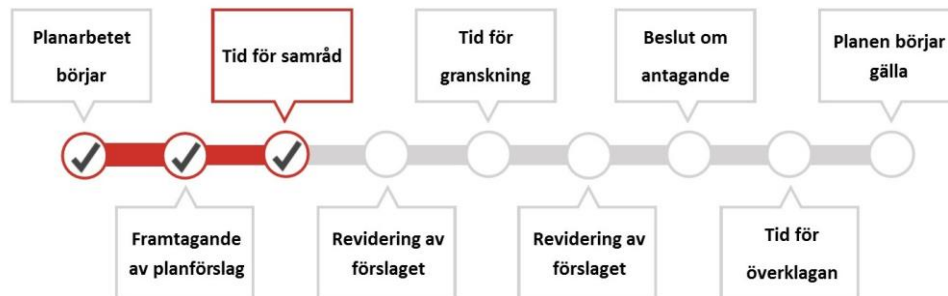 Planarbetet
börjar
Tid för samråd
Tid för
granskning
Beslut om
antagande
Planen börjar
gälla
Framtagande
av planförslag
Revidering av
förslaget
Revidering av
förslaget
Tid för
överklagan